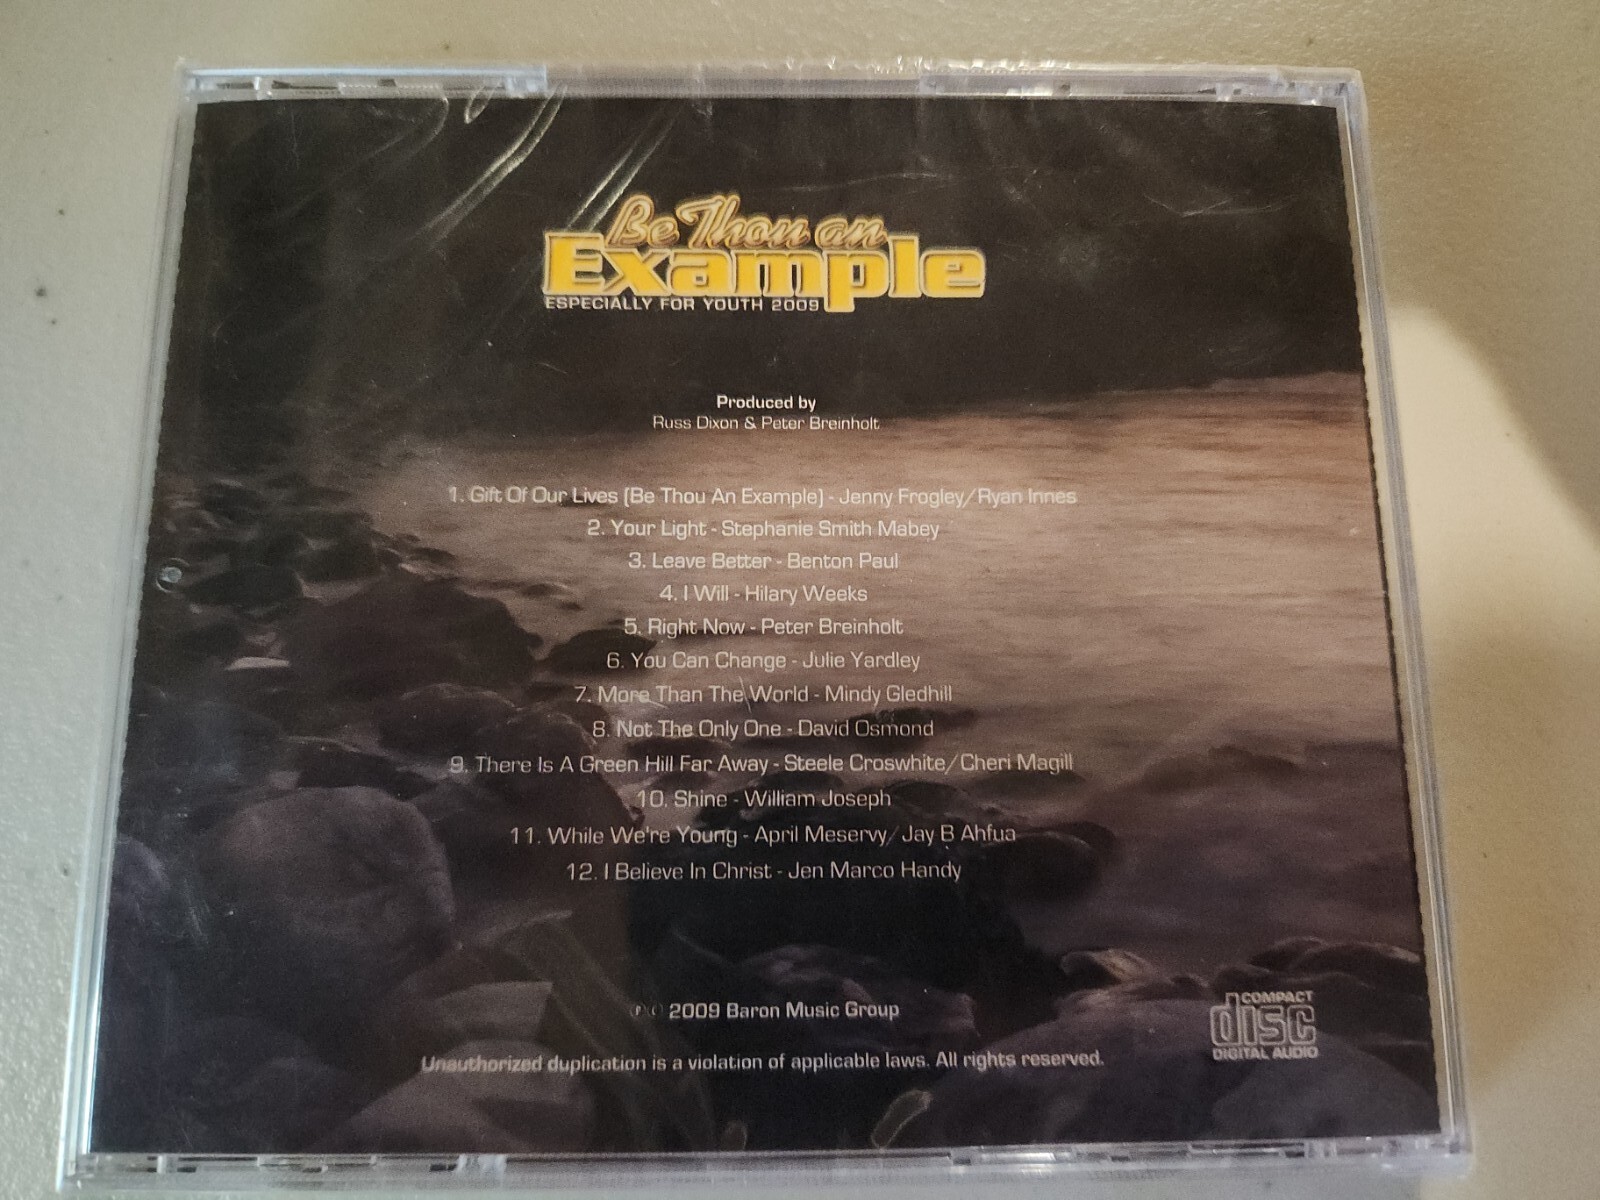 Be Thou an
Example
ESPECIALLY FOR YOUTH 2009
Produced by
Russ Dixon & Peter Breinholt
1. Gift Of Our Lives (Be Thou An Example) - Jenny Frogley/Ryan Innes
2. Your Light - Stephanie Smith Mabey
3. Leave Better - Benton Paul
4. I Will - Hilary Weeks
5. Right Now - Peter Breinholt
6. You Can Change - Julie Yardley
7. More Than The World - Mindy Gledhill
8. Not The Only One - David Osmond
9. There Is A Green Hill Far Away - Steele Croswhite/Cheri Magill
10. Shine - William Joseph
11. While We're Young - April Meservy/Jay B Ahfua
12. I Believe In Christ - Jen Marco Handy
℗© 2009 Baron Music Group
Unauthorized duplication is a violation of applicable laws. All rights reserved.
COMPACT
disc
DIGITAL AUDIO